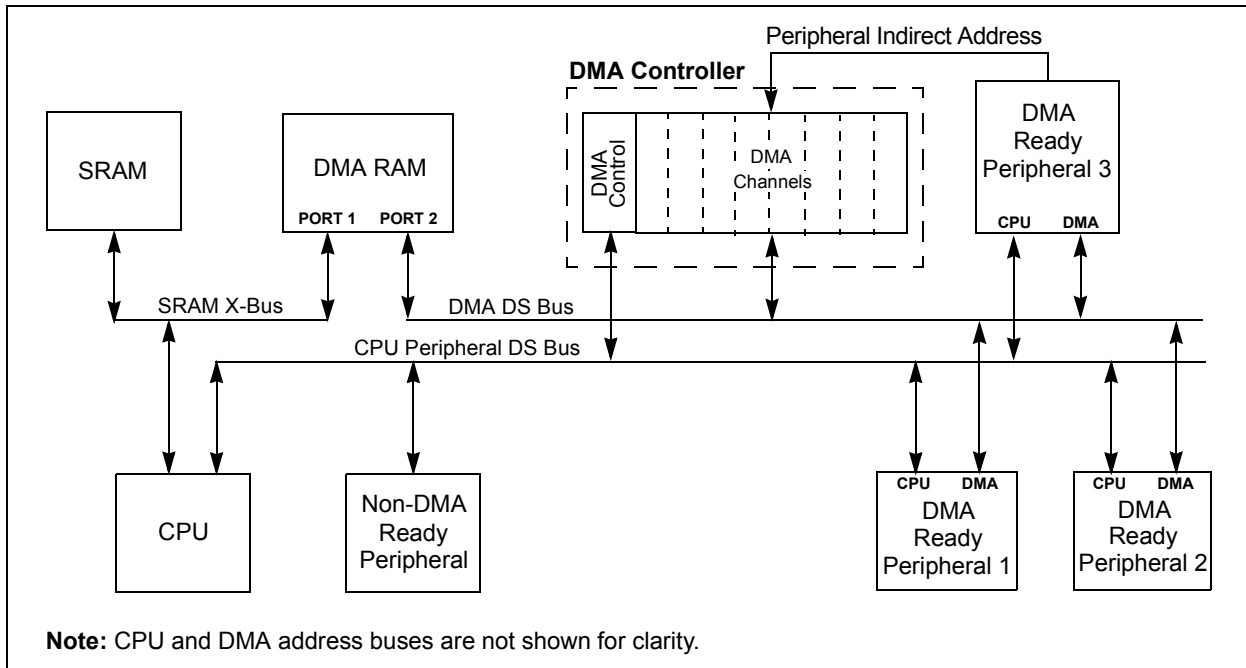 Peripheral Indirect Address
DMA Controller
SRAM
DMA RAM
PORT 1 PORT 2
DMA
Control
DMA
Channels
DMA
Ready
Peripheral 3
CPU DMA
SRAM X-Bus
DMA DS Bus
CPU Peripheral DS Bus
CPU
Non-DMA
Ready
Peripheral
CPU DMA
DMA
Ready
Peripheral 1
CPU DMA
DMA
Ready
Peripheral 2
Note: CPU and DMA address buses are not shown for clarity.